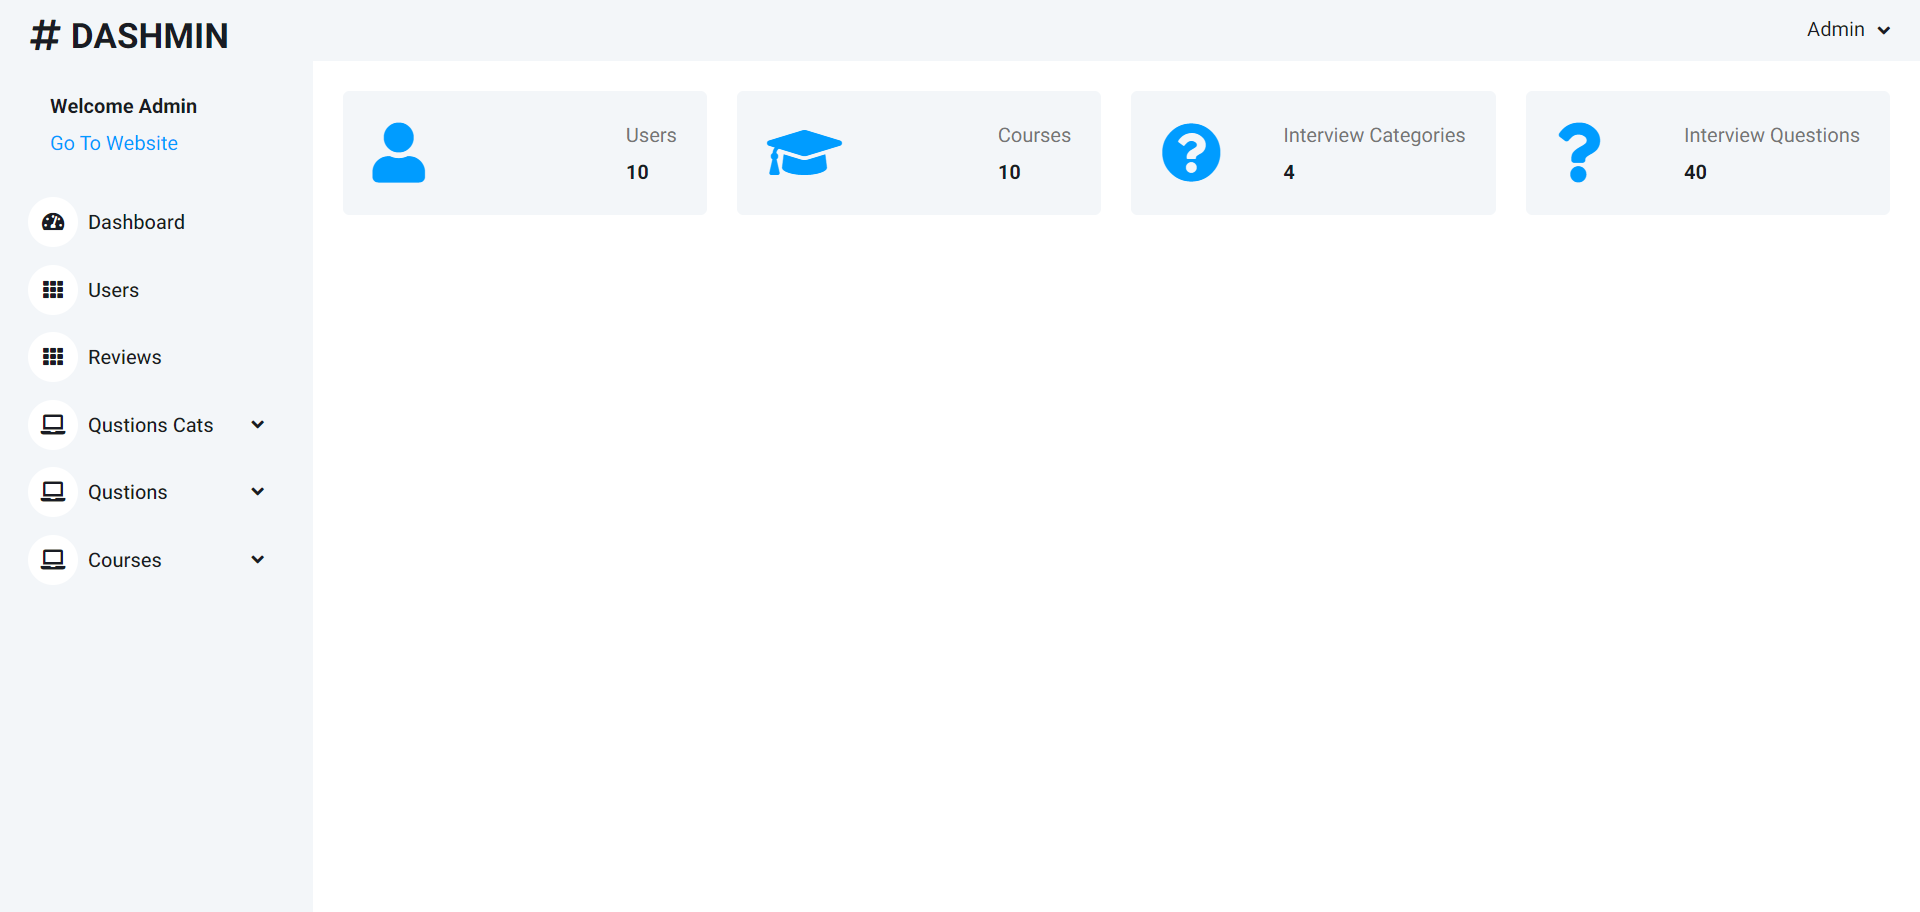 # DASHMIN
Admin
Welcome Admin
Go To Website
Dashboard
Users
Reviews
Qustions Cats
Qustions
Courses
Users
10
Courses
10
Interview Categories
4
Interview Questions
40